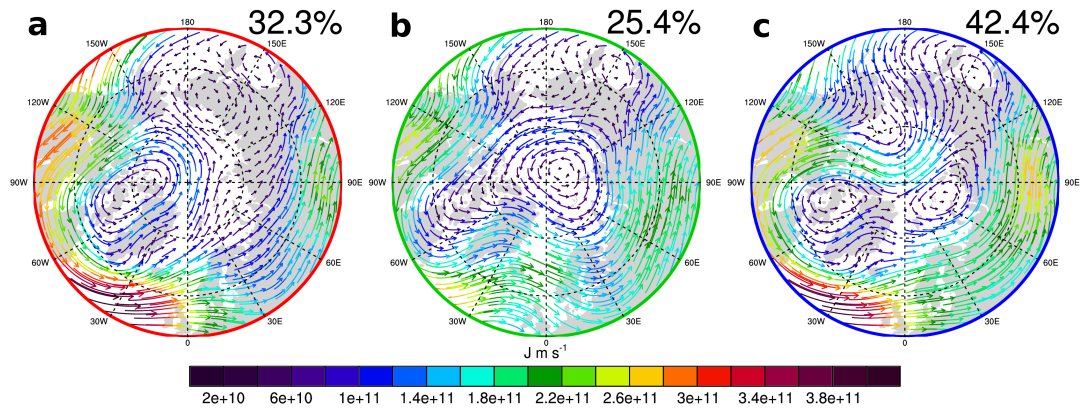 a 32.3% b 25.4% c 42.4%
180 180 180
150W 150E 150W 150E 150W 150E
120W 120E 120W 120E 120W 120E
90W 90E 90W 90E 90W 90E
60W 60E 60W 60E 60W 60E
30W 30E 30W 30E 30W 30E
0 0 0
J m s-1
2e+10 6e+10 1e+11 1.4e+11 1.8e+11 2.2e+11 2.6e+11 3e+11 3.4e+11 3.8e+11